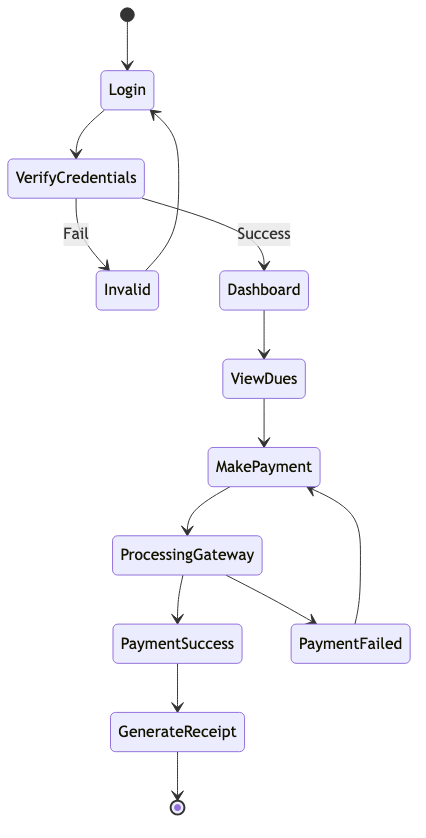 Login
VerifyCredentials
Fail
Success
Invalid
Dashboard
ViewDues
MakePayment
ProcessingGateway
PaymentSuccess
PaymentFailed
GenerateReceipt